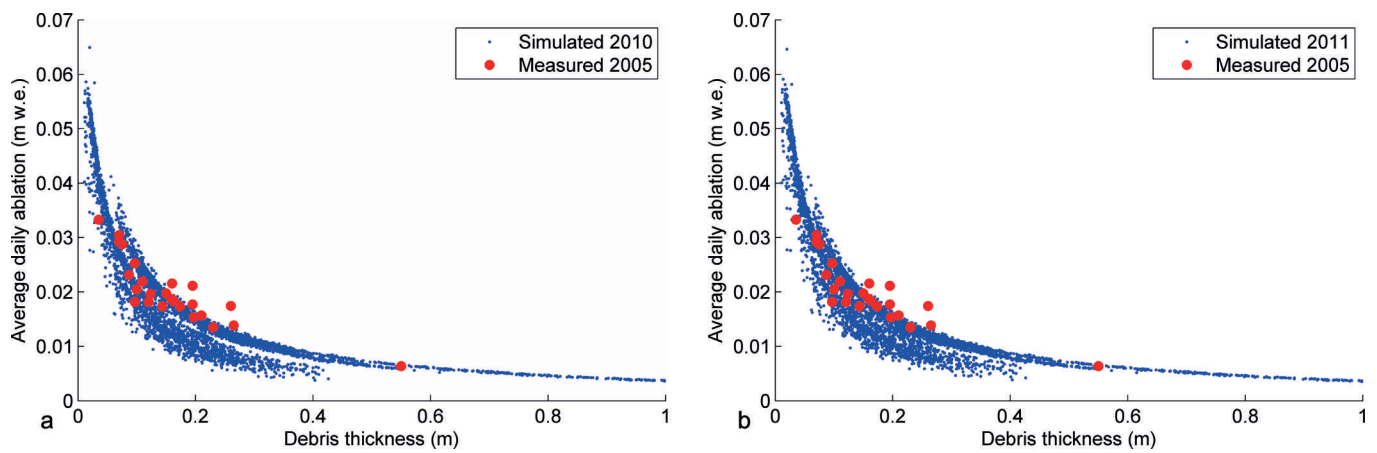 0.07
0.06
0.05
0.04
0.03
0.02
0.01
0
Average daily ablation (m w.e.)
Simulated 2010
Measured 2005
0 0.2 0.4 0.6 0.8 1
Debris thickness (m)
a
0.07
0.06
0.05
0.04
0.03
0.02
0.01
0
Average daily ablation (m w.e.)
Simulated 2011
Measured 2005
0 0.2 0.4 0.6 0.8 1
Debris thickness (m)
b